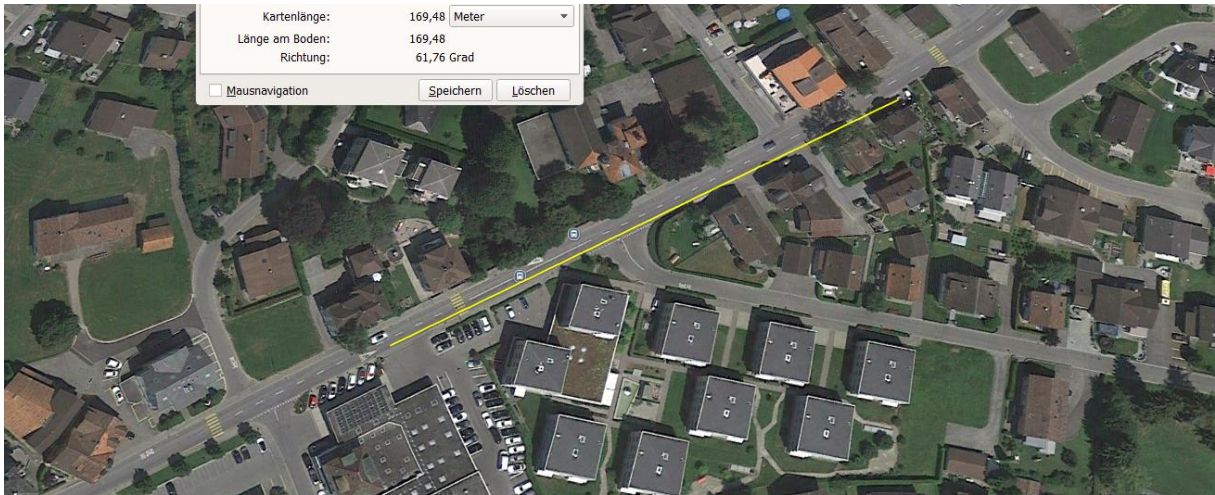 Kartenlänge: 169,48 Meter
Länge am Boden: 169,48
Richtung: 61,76 Grad
Mausnavigation Speichern Löschen